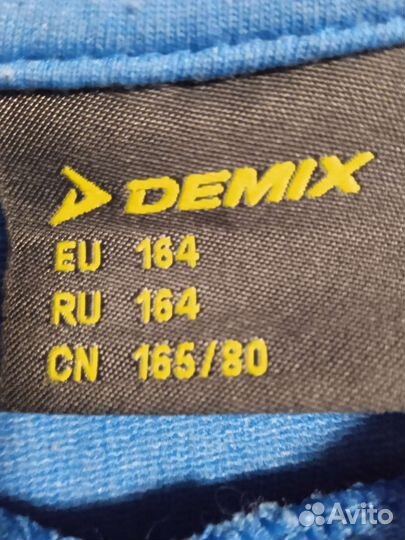 DEMIX
EU 164
RU 164
CN 165/80
Avito